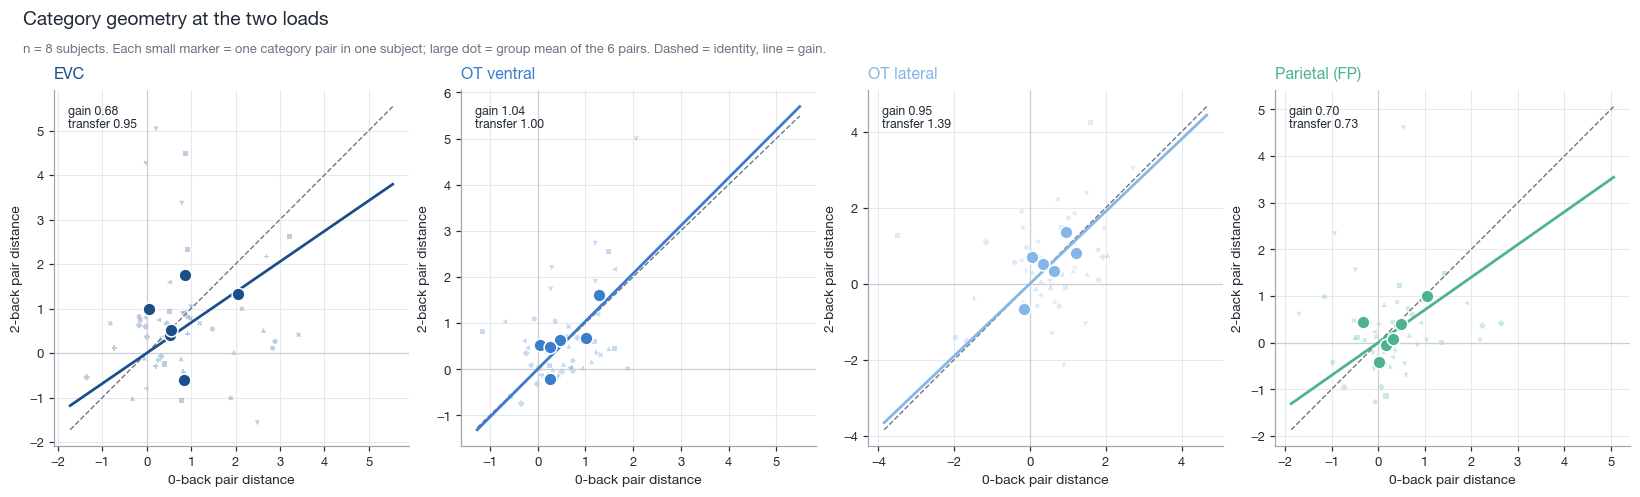 Category geometry at the two loads
n = 8 subjects. Each small marker = one category pair in one subject; large dot = group mean of the 6 pairs. Dashed = identity, line = gain.
EVC
gain 0.68
transfer 0.95
2-back pair distance
5
4
3
2
1
0
−1
−2
−2 −1 0 1 2 3 4 5
0-back pair distance
OT ventral
gain 1.04
transfer 1.00
2-back pair distance
6
5
4
3
2
1
0
−1
−1 0 1 2 3 4 5
0-back pair distance
OT lateral
gain 0.95
transfer 1.39
2-back pair distance
4
2
0
−2
−4
−4 −2 0 2 4
0-back pair distance
Parietal (FP)
gain 0.70
transfer 0.73
2-back pair distance
5
4
3
2
1
0
−1
−2
−2 −1 0 1 2 3 4 5
0-back pair distance